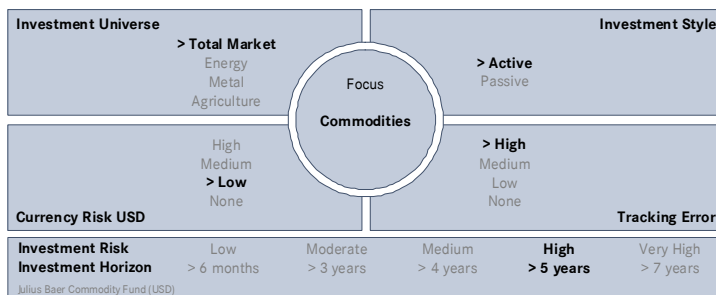 Investment Universe
> Total Market
Energy
Metal
Agriculture
Investment Style
> Active
Passive
Focus
Commodities
High
Medium
> Low
None
Currency Risk USD
> High
Medium
Low
None
Tracking Error
Investment Risk Low Moderate Medium High Very High
Investment Horizon > 6 months > 3 years > 4 years > 5 years > 7 years
Julius Baer Commodity Fund (USD)